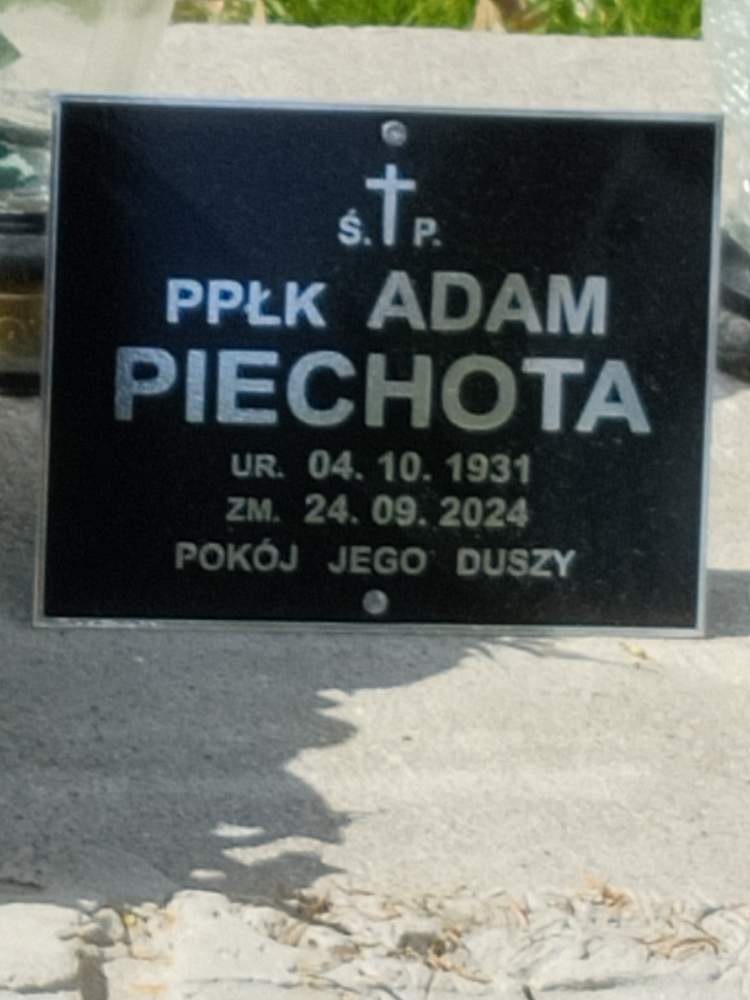 Ś. P.
PPŁK ADAM
PIECHOTA
UR. 04. 10. 1931
ZM. 24. 09. 2024
POKÓJ JEGO DUSZY